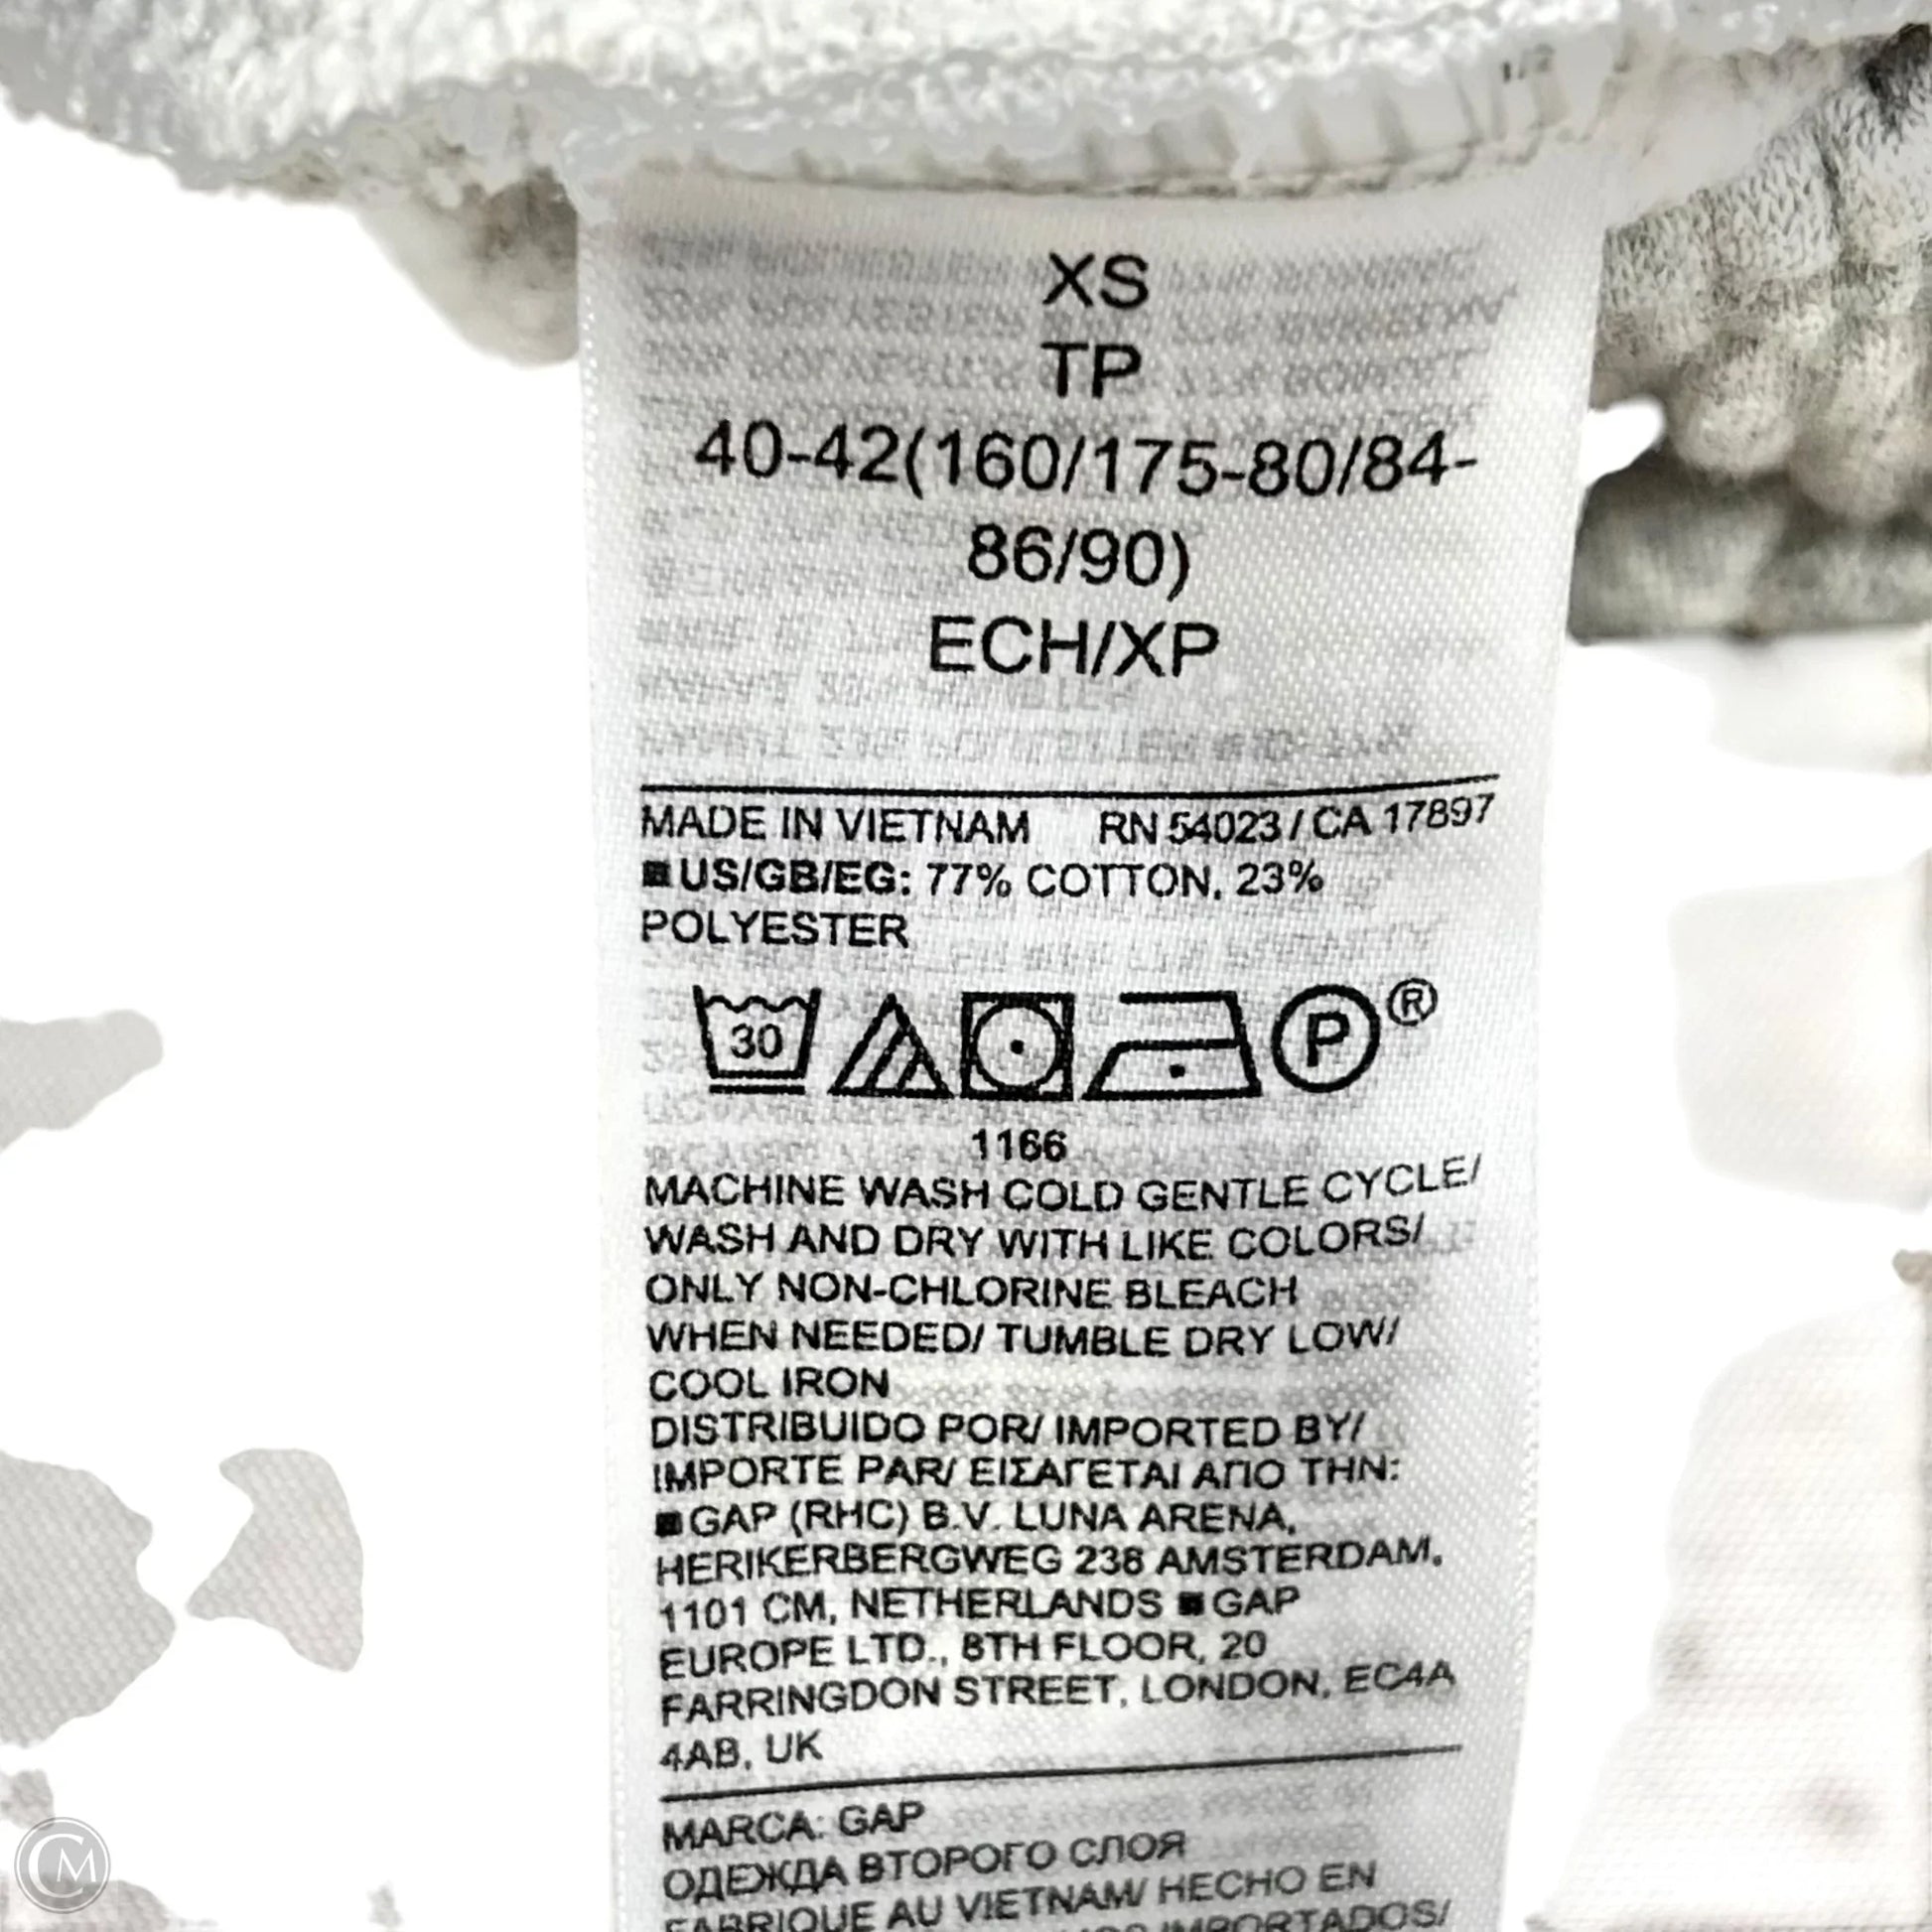 1/2
XS
TP
40-42(160/175-80/84-
86/90)
ECH/XP
MADE IN VIETNAM RN 54023 / CA 17897
■US/GB/EG: 77% COTTON, 23%
POLYESTER
30 P ®
1166
MACHINE WASH COLD GENTLE CYCLE/
WASH AND DRY WITH LIKE COLORS/
ONLY NON-CHLORINE BLEACH
WHEN NEEDED/ TUMBLE DRY LOW/
COOL IRON
DISTRIBUIDO POR/ IMPORTED BY/
IMPORTE PAR/ ΕΙΣΑΓΕΤΑΙ ΑΠΟ ΤΗΝ:
■GAP (RHC) B.V. LUNA ARENA,
HERIKERBERGWEG 238 AMSTERDAM,
1101 CM, NETHERLANDS ■GAP
EUROPE LTD., 8TH FLOOR, 20
FARRINGDON STREET, LONDON, EC4A
4AB, UK
MARCA: GAP
ОДЕЖДА ВТОРОГО СЛОЯ
FABRIQUE AU VIETNAM/ HECHO EN
IMPORTADOS/
CM